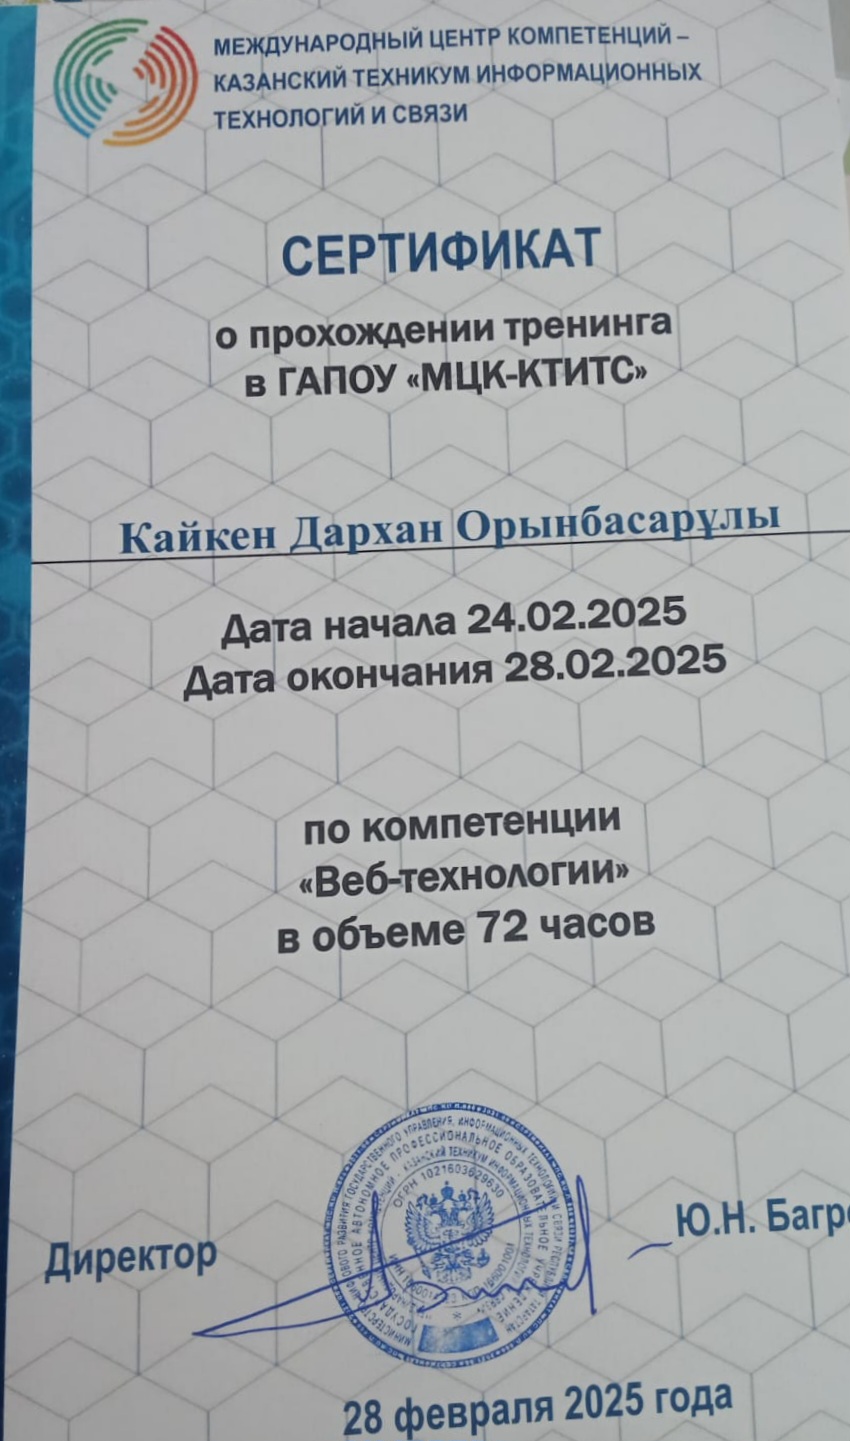 МЕЖДУНАРОДНЫЙ ЦЕНТР КОМПЕТЕНЦИЙ –
КАЗАНСКИЙ ТЕХНИКУМ ИНФОРМАЦИОННЫХ
ТЕХНОЛОГИЙ И СВЯЗИ
СЕРТИФИКАТ
о прохождении тренинга
в ГАПОУ «МЦК-КТИТС»
Кайкен Дархан Орынбасарұлы
Дата начала 24.02.2025
Дата окончания 28.02.2025
по компетенции
«Веб-технологии»
в объеме 72 часов
ОГРН 1021603629630
Директор
Ю.Н. Багр
28 февраля 2025 года